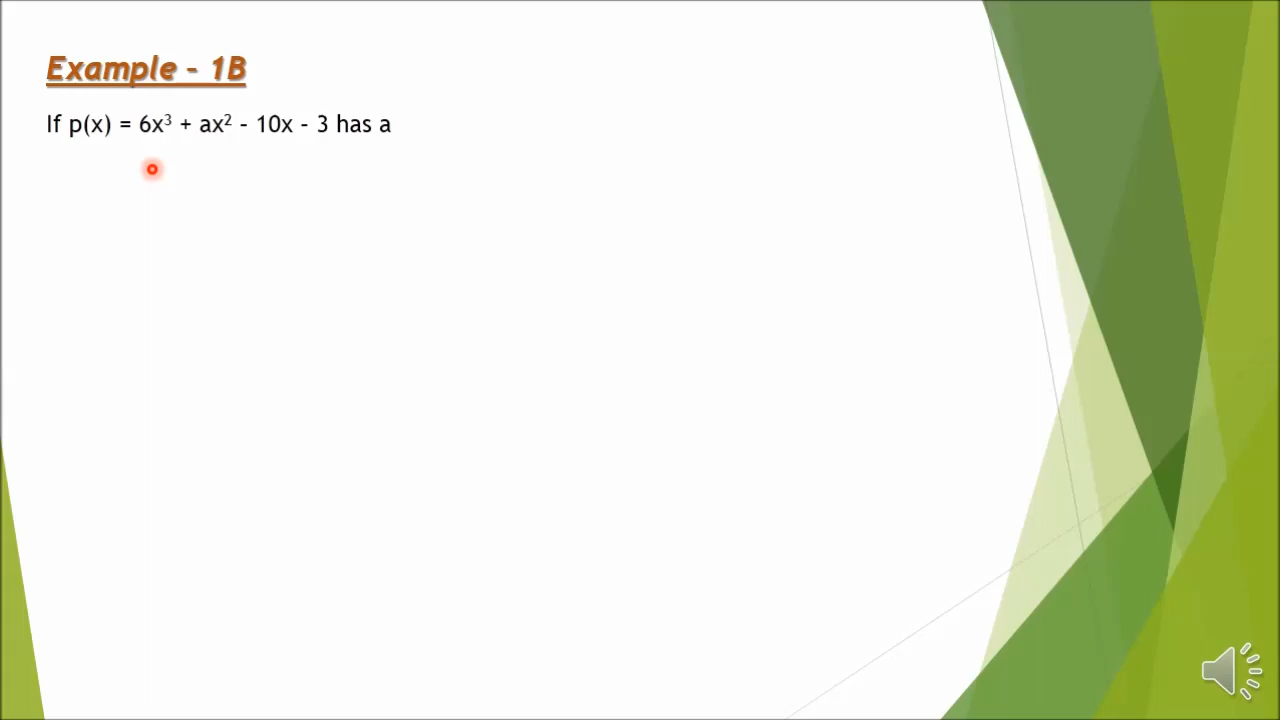 Example - 1B
If p(x) = 6x³ + ax² - 10x - 3 has a